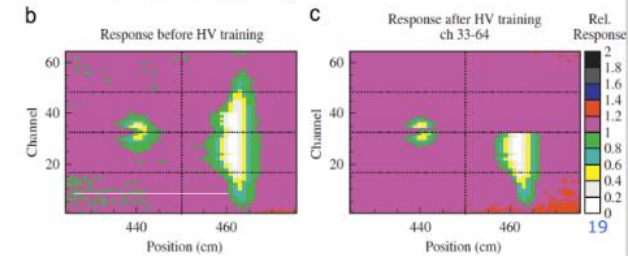 b
Response before HV training
Channel
60
40
20
440
460
Position (cm)
c
Response after HV training
ch 33-64
Channel
60
40
20
440
460
Position (cm)
Rel.
Response
2
1.8
1.6
1.4
1.2
1
0.8
0.6
0.4
0.2
0
19